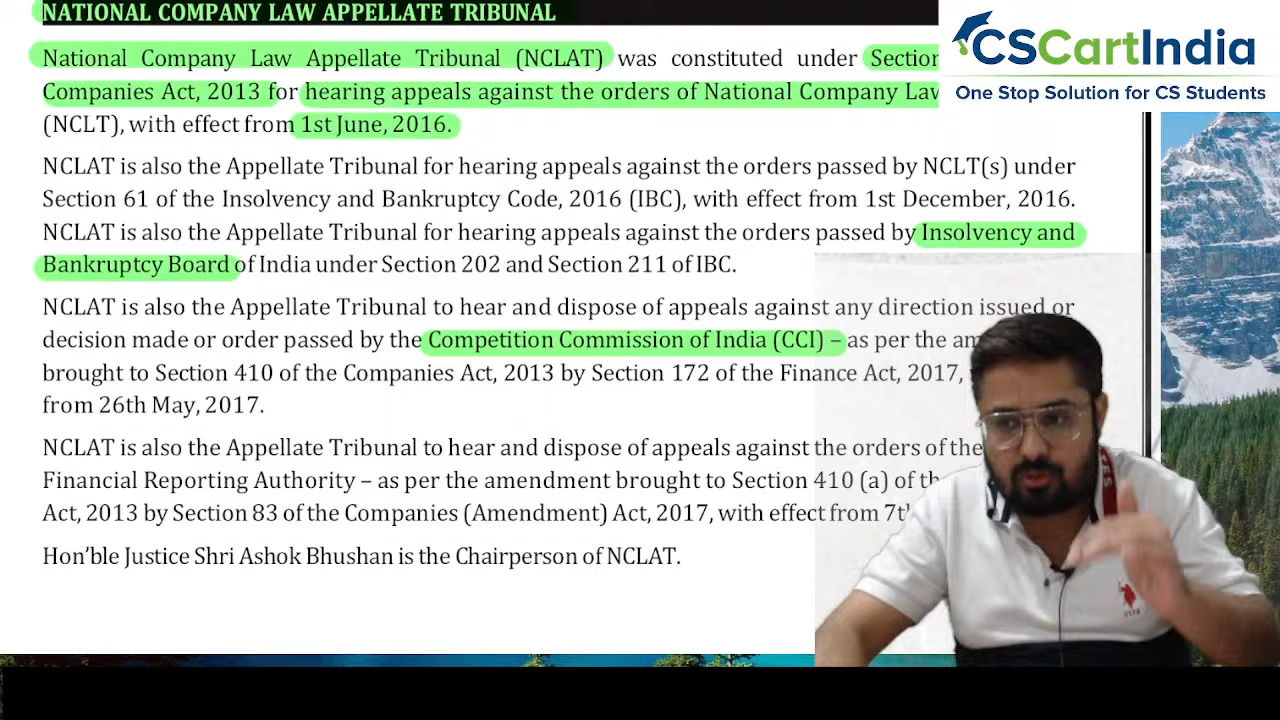 NATIONAL COMPANY LAW APPELLATE TRIBUNAL
National Company Law Appellate Tribunal (NCLAT) was constituted under Section
Companies Act, 2013 for hearing appeals against the orders of National Company Law
(NCLT), with effect from 1st June, 2016.
NCLAT is also the Appellate Tribunal for hearing appeals against the orders passed by NCLT(s) under
Section 61 of the Insolvency and Bankruptcy Code, 2016 (IBC), with effect from 1st December, 2016.
NCLAT is also the Appellate Tribunal for hearing appeals against the orders passed by Insolvency and
Bankruptcy Board of India under Section 202 and Section 211 of IBC.
NCLAT is also the Appellate Tribunal to hear and dispose of appeals against any direction issued or
decision made or order passed by the Competition Commission of India (CCI) – as per the
brought to Section 410 of the Companies Act, 2013 by Section 172 of the Finance Act, 2017,
from 26th May, 2017.
NCLAT is also the Appellate Tribunal to hear and dispose of appeals against the orders of the
Financial Reporting Authority – as per the amendment brought to Section 410 (a) of
Act, 2013 by Section 83 of the Companies (Amendment) Act, 2017, with effect from
Hon’ble Justice Shri Ashok Bhushan is the Chairperson of NCLAT.
CSCartIndia
One Stop Solution for CS Students